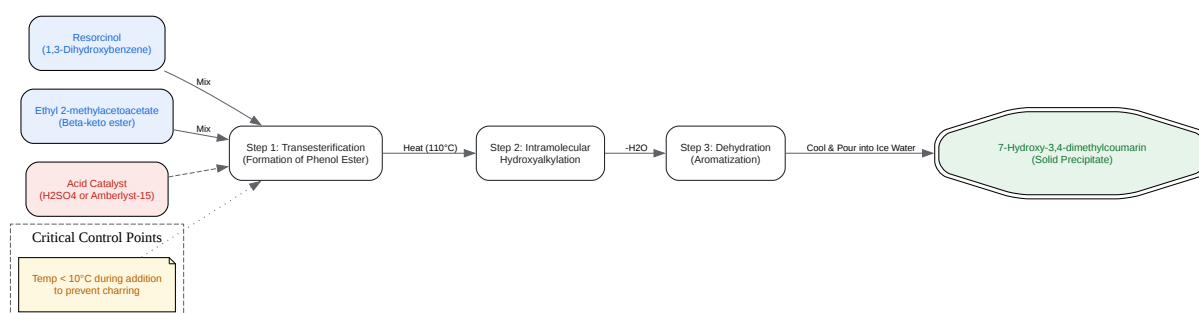 Resorcinol
(1,3-Dihydroxybenzene)
Mix
Ethyl 2-methylacetoacetate
(Beta-keto ester)
Mix
Acid Catalyst
(H2SO4 or Amberlyst-15)
Critical Control Points
Temp < 10°C during addition
to prevent charring
Step 1: Transesterification
(Formation of Phenol Ester)
Heat (110°C)
Step 2: Intramolecular
Hydroxyalkylation
-H2O
Step 3: Dehydration
(Aromatization)
Cool & Pour into Ice Water
7-Hydroxy-3,4-dimethylcoumarin
(Solid Precipitate)